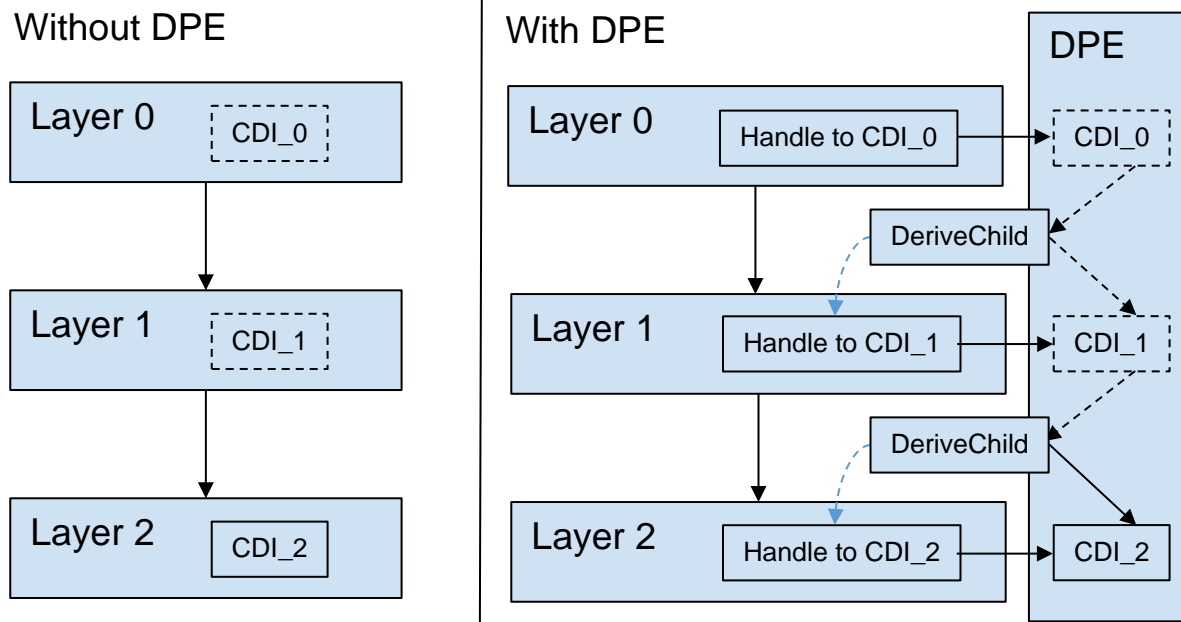 Without DPE
Layer 0
CDI_0
Layer 1
CDI_1
Layer 2
CDI_2
With DPE
DPE
Layer 0
Handle to CDI_0
CDI_0
DeriveChild
Layer 1
Handle to CDI_1
CDI_1
DeriveChild
Layer 2
Handle to CDI_2
CDI_2